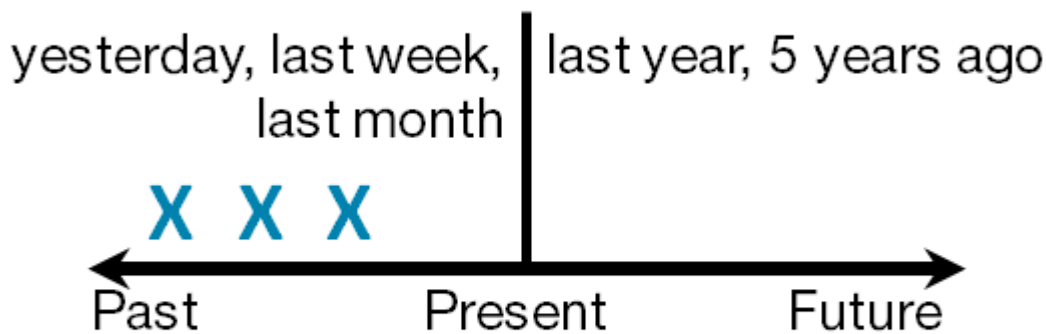 yesterday, last week,
last month
last year, 5 years ago
X X X
Past Present Future